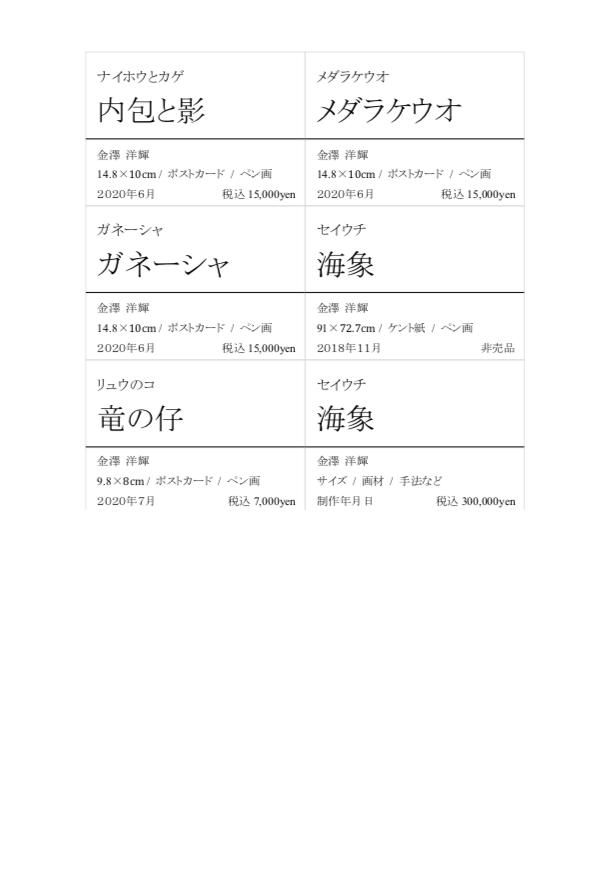 ナイホウとカゲ
内包と影
金澤 洋輝
14.8×10cm / ポストカード / ペン画
2020年6月 税込 15,000yen
メダラケウオ
メダラケウオ
金澤 洋輝
14.8×10cm / ポストカード / ペン画
2020年6月 税込 15,000yen
ガネーシャ
ガネーシャ
金澤 洋輝
14.8×10cm / ポストカード / ペン画
2020年6月 税込 15,000yen
セイウチ
海象
金澤 洋輝
91×72.7cm / ケント紙 / ペン画
2018年11月 非売品
リュウのコ
竜の仔
金澤 洋輝
9.8×8cm / ポストカード / ペン画
2020年7月 税込 7,000yen
セイウチ
海象
金澤 洋輝
サイズ / 画材 / 手法など
制作年月日 税込 300,000yen